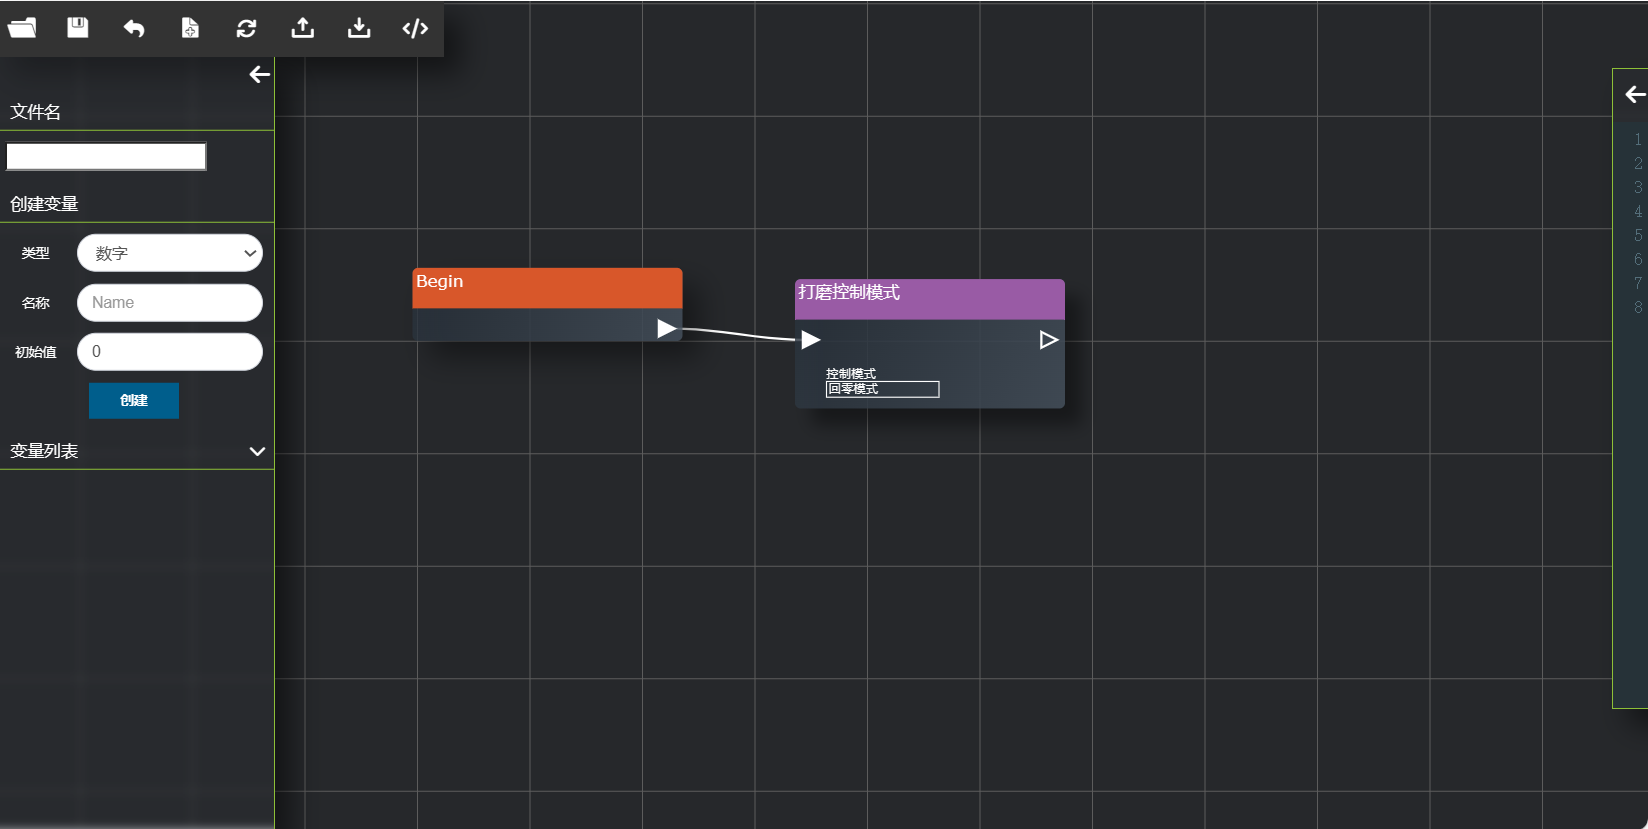 文件名
创建变量
类型 数字
名称 Name
初始值 0
创建
变量列表
Begin
打磨控制模式
控制模式
回零模式
1
2
3
4
5
6
7
8